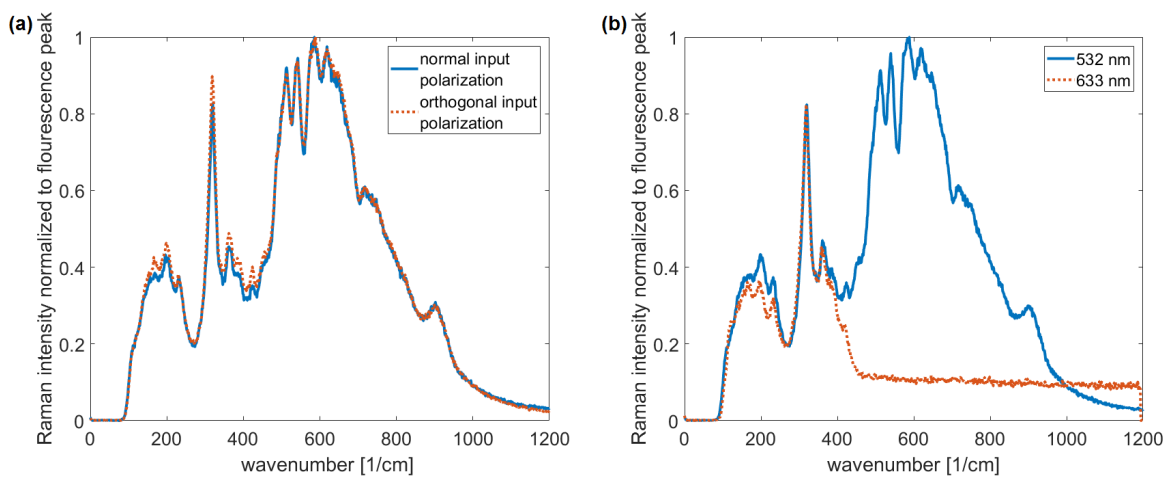 (a)
Raman intensity normalized to flourescence peak
1
0.8
0.6
0.4
0.2
0
0
200
400
600
800
1000
1200
wavenumber [1/cm]
normal input
polarization
orthogonal input
polarization
(b)
Raman intensity normalized to flourescence peak
1
0.8
0.6
0.4
0.2
0
0
200
400
600
800
1000
1200
wavenumber [1/cm]
532 nm
633 nm